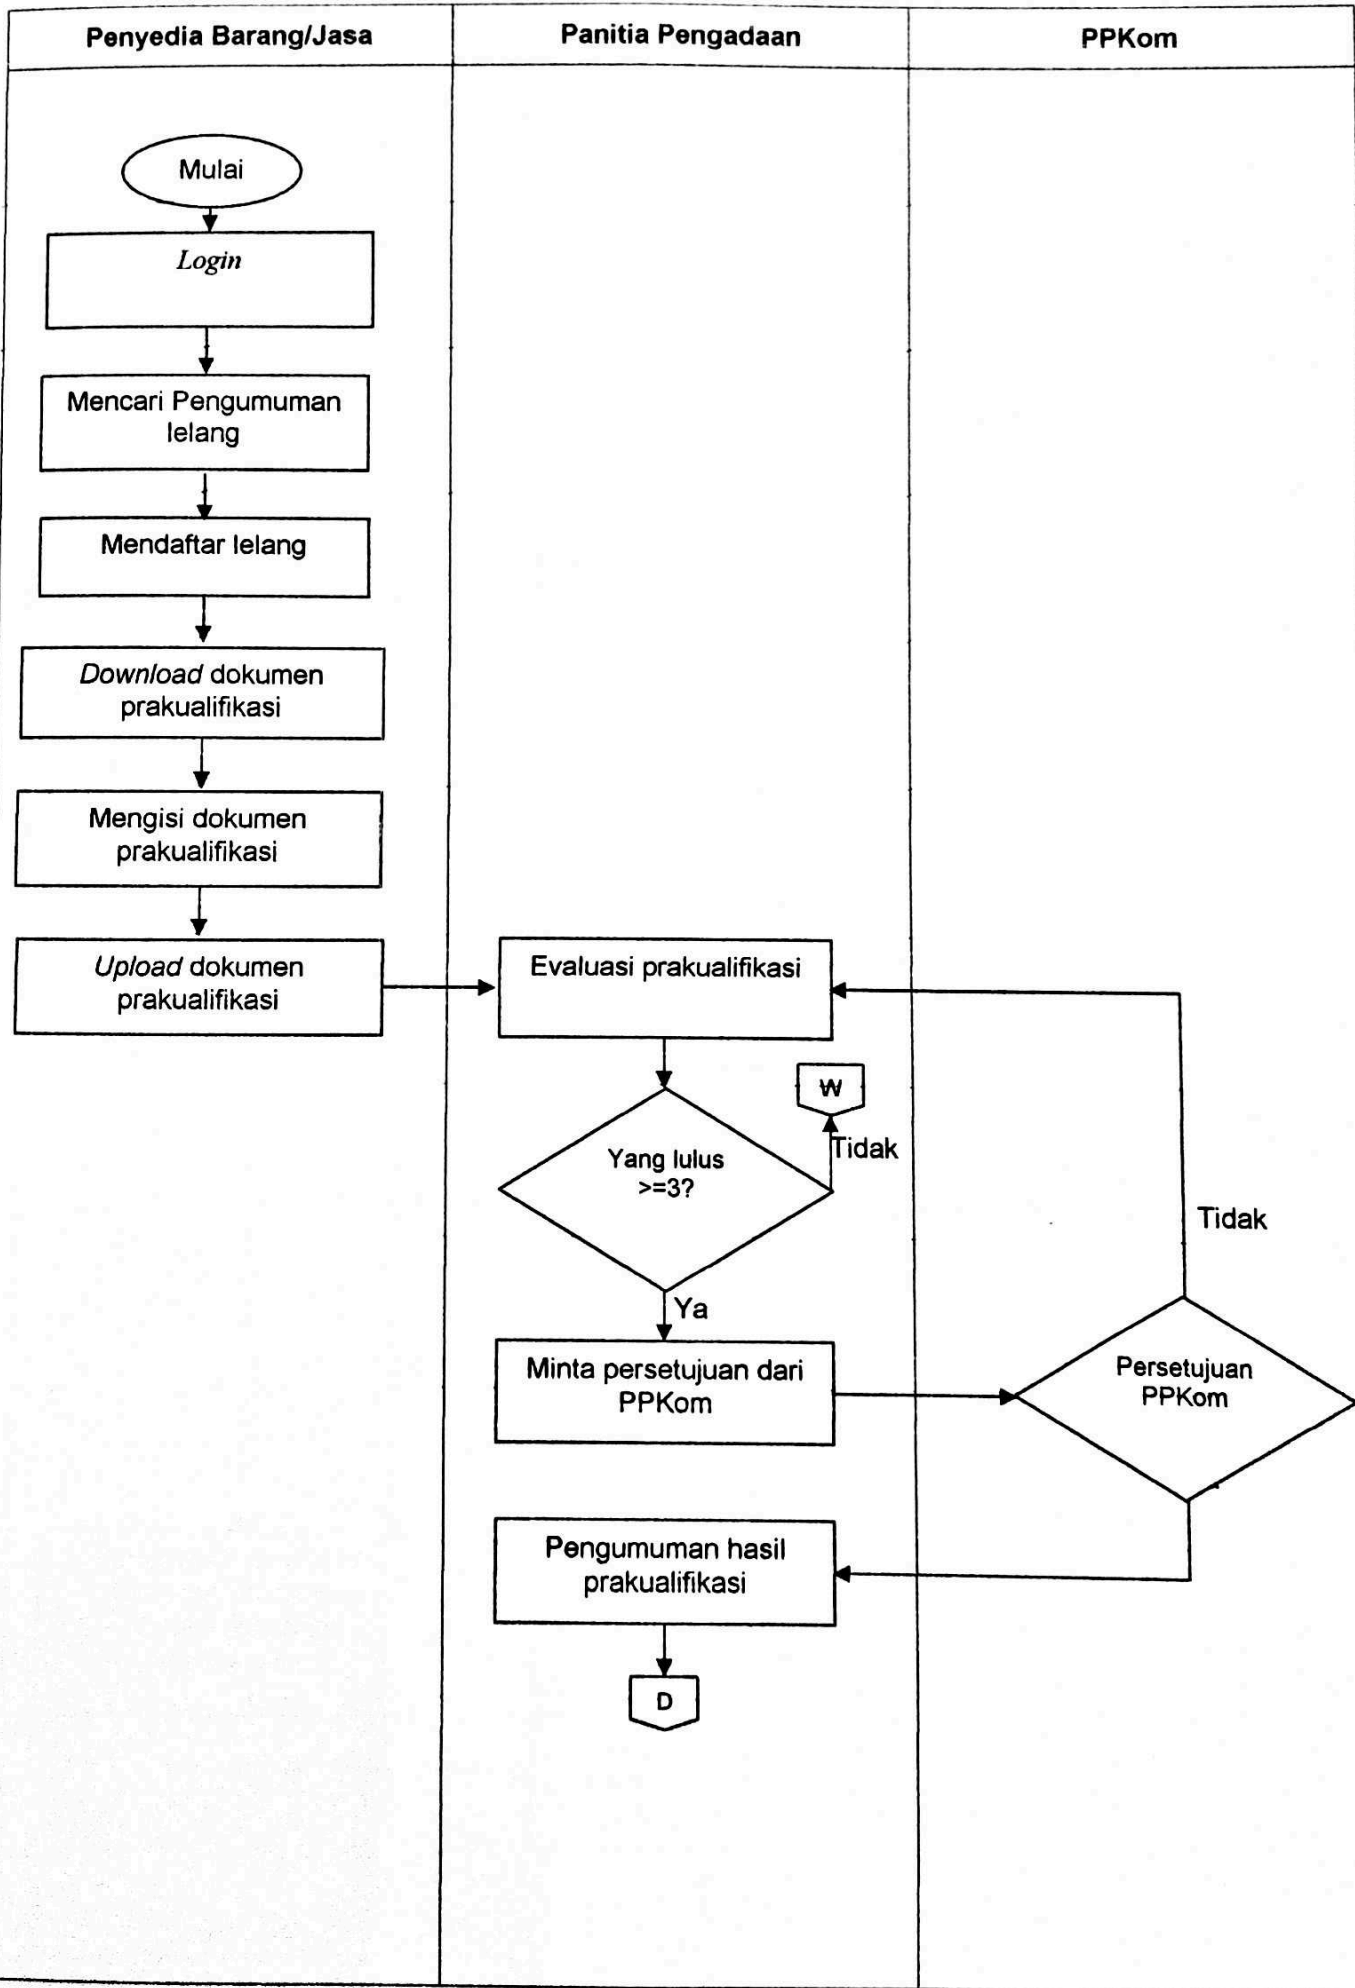 Penyedia Barang/Jasa
Panitia Pengadaan
PPKom
Mulai
Login
Mencari Pengumuman
lelang
Mendaftar lelang
Download dokumen
prakualifikasi
Mengisi dokumen
prakualifikasi
Upload dokumen
prakualifikasi
Evaluasi prakualifikasi
W
Tidak
Yang lulus
>=3?
Ya
Minta persetujuan dari
PPKom
Tidak
Persetujuan
PPKom
Pengumuman hasil
prakualifikasi
D